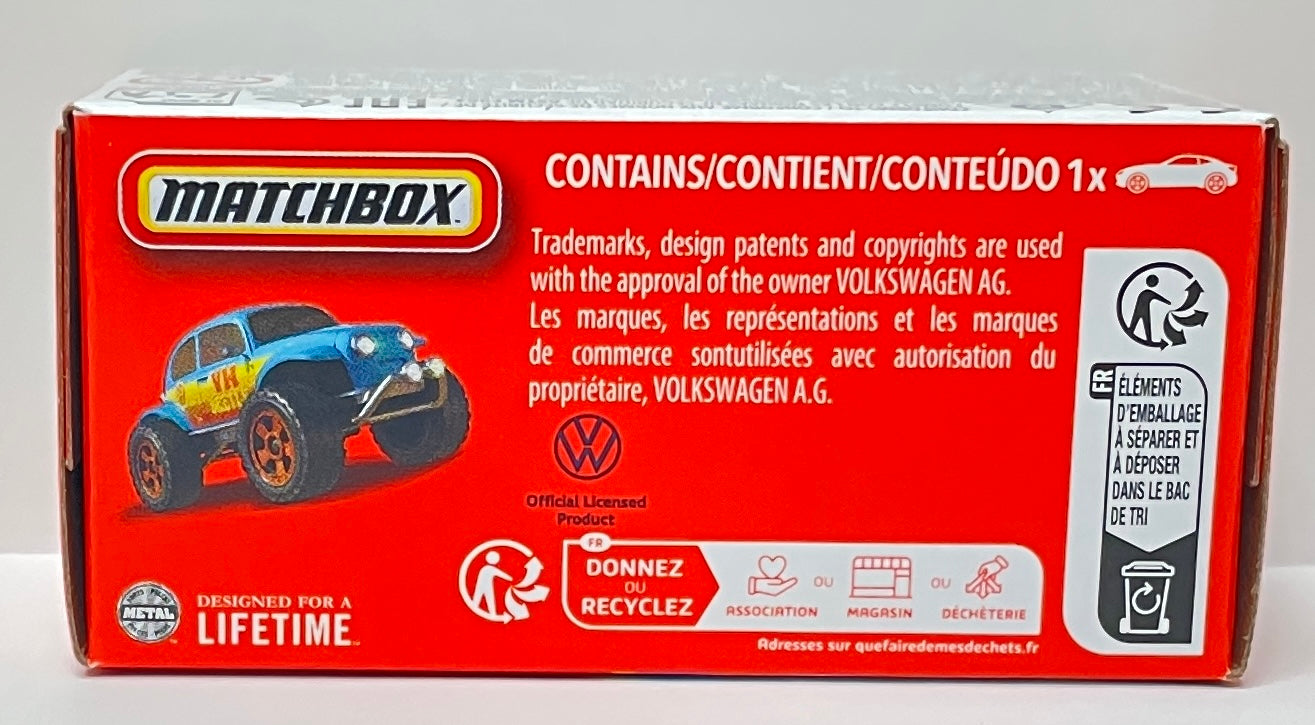 MATCHBOX
CONTAINS/CONTIENT/CONTEÚDO 1x
Trademarks, design patents and copyrights are used
with the approval of the owner VOLKSWAGEN AG.
Les marques, les représentations et les marques
de commerce sontutilisées avec autorisation du
propriétaire, VOLKSWAGEN A.G.
Official Licensed
Product
FR
ÉLÉMENTS
D'EMBALLAGE
À SÉPARER ET
À DÉPOSER
DANS LE BAC
DE TRI
FR
DONNEZ
OU
RECYCLEZ
ASSOCIATION OU MAGASIN OU DÉCHÈTERIE
Adresses sur quefairedemesdechets.fr
METAL
DESIGNED FOR A
LIFETIME™